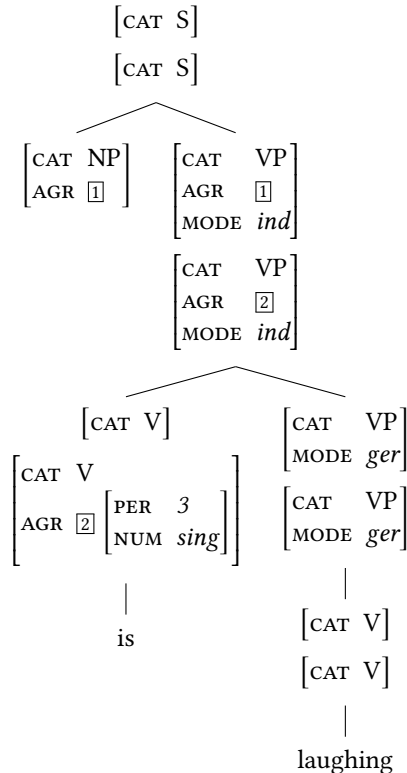 [CAT S]
[CAT S]
[CAT NP] [CAT VP]
[AGR 1] [AGR 1]
[MODE ind]
[CAT VP]
[AGR 2]
[MODE ind]
[CAT V] [CAT VP]
[MODE ger]
[CAT V
AGR 2 [PER 3
NUM sing]]
[CAT VP]
[MODE ger]
is
[CAT V]
[CAT V]
laughing